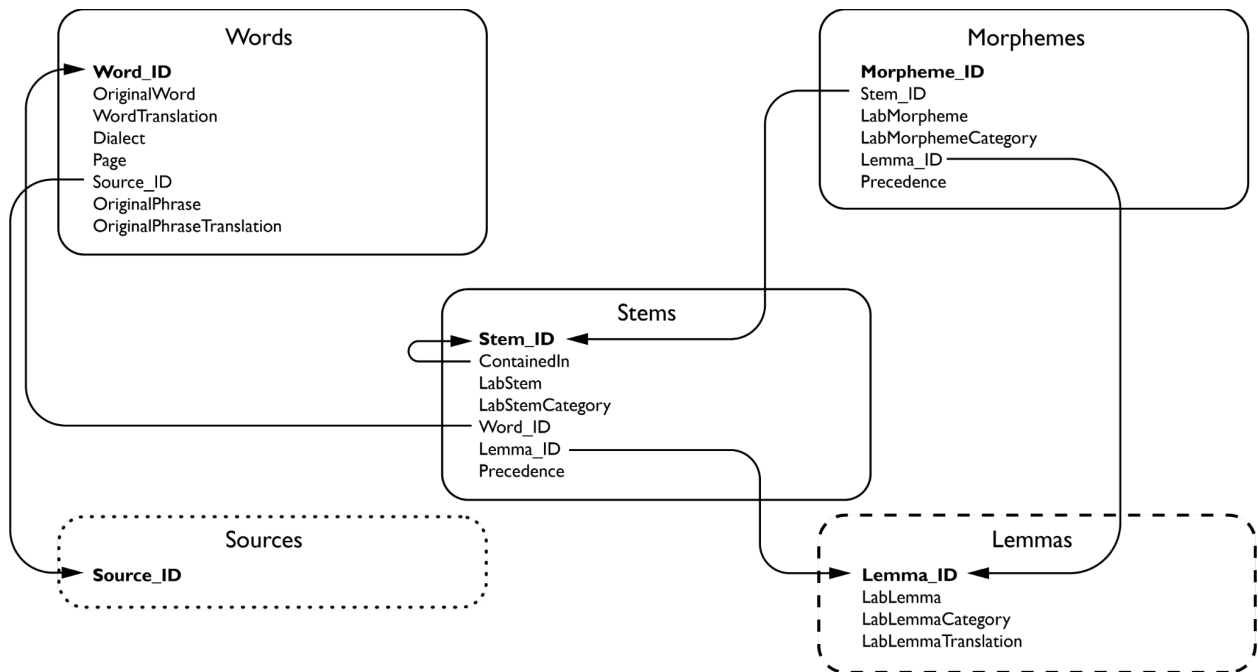 Words
Word_ID
OriginalWord
WordTranslation
Dialect
Page
Source_ID
OriginalPhrase
OriginalPhraseTranslation
Morphemes
Morpheme_ID
Stem_ID
LabMorpheme
LabMorphemeCategory
Lemma_ID
Precedence
Stems
Stem_ID
ContainedIn
LabStem
LabStemCategory
Word_ID
Lemma_ID
Precedence
Sources
Source_ID
Lemmas
Lemma_ID
LabLemma
LabLemmaCategory
LabLemmaTranslation